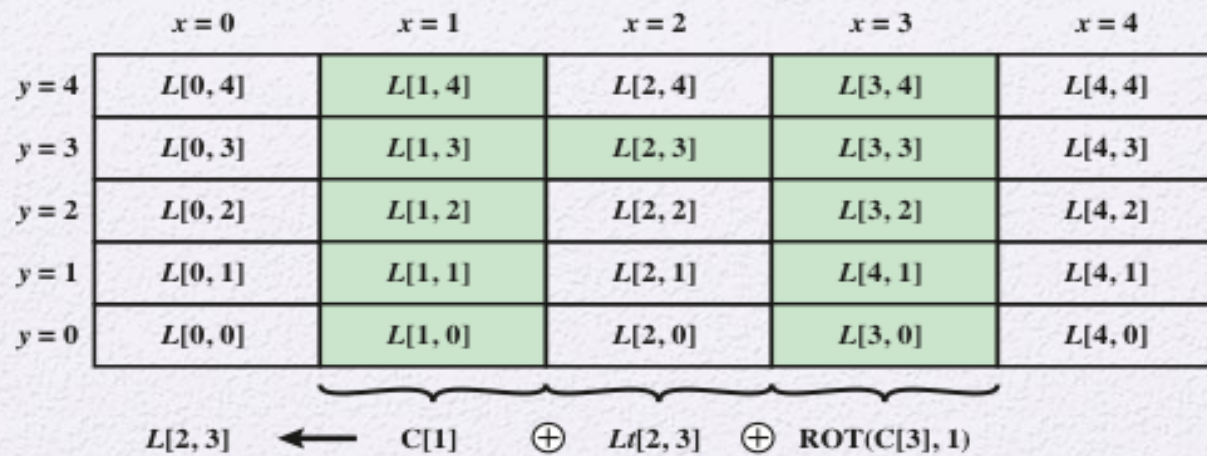 x = 0 x = 1 x = 2 x = 3 x = 4
y = 4 L[0, 4] L[1, 4] L[2, 4] L[3, 4] L[4, 4]
y = 3 L[0, 3] L[1, 3] L[2, 3] L[3, 3] L[4, 3]
y = 2 L[0, 2] L[1, 2] L[2, 2] L[3, 2] L[4, 2]
y = 1 L[0, 1] L[1, 1] L[2, 1] L[4, 1] L[4, 1]
y = 0 L[0, 0] L[1, 0] L[2, 0] L[3, 0] L[4, 0]
L[2, 3] ← C[1] ⊕ Lt[2, 3] ⊕ ROT(C[3], 1)